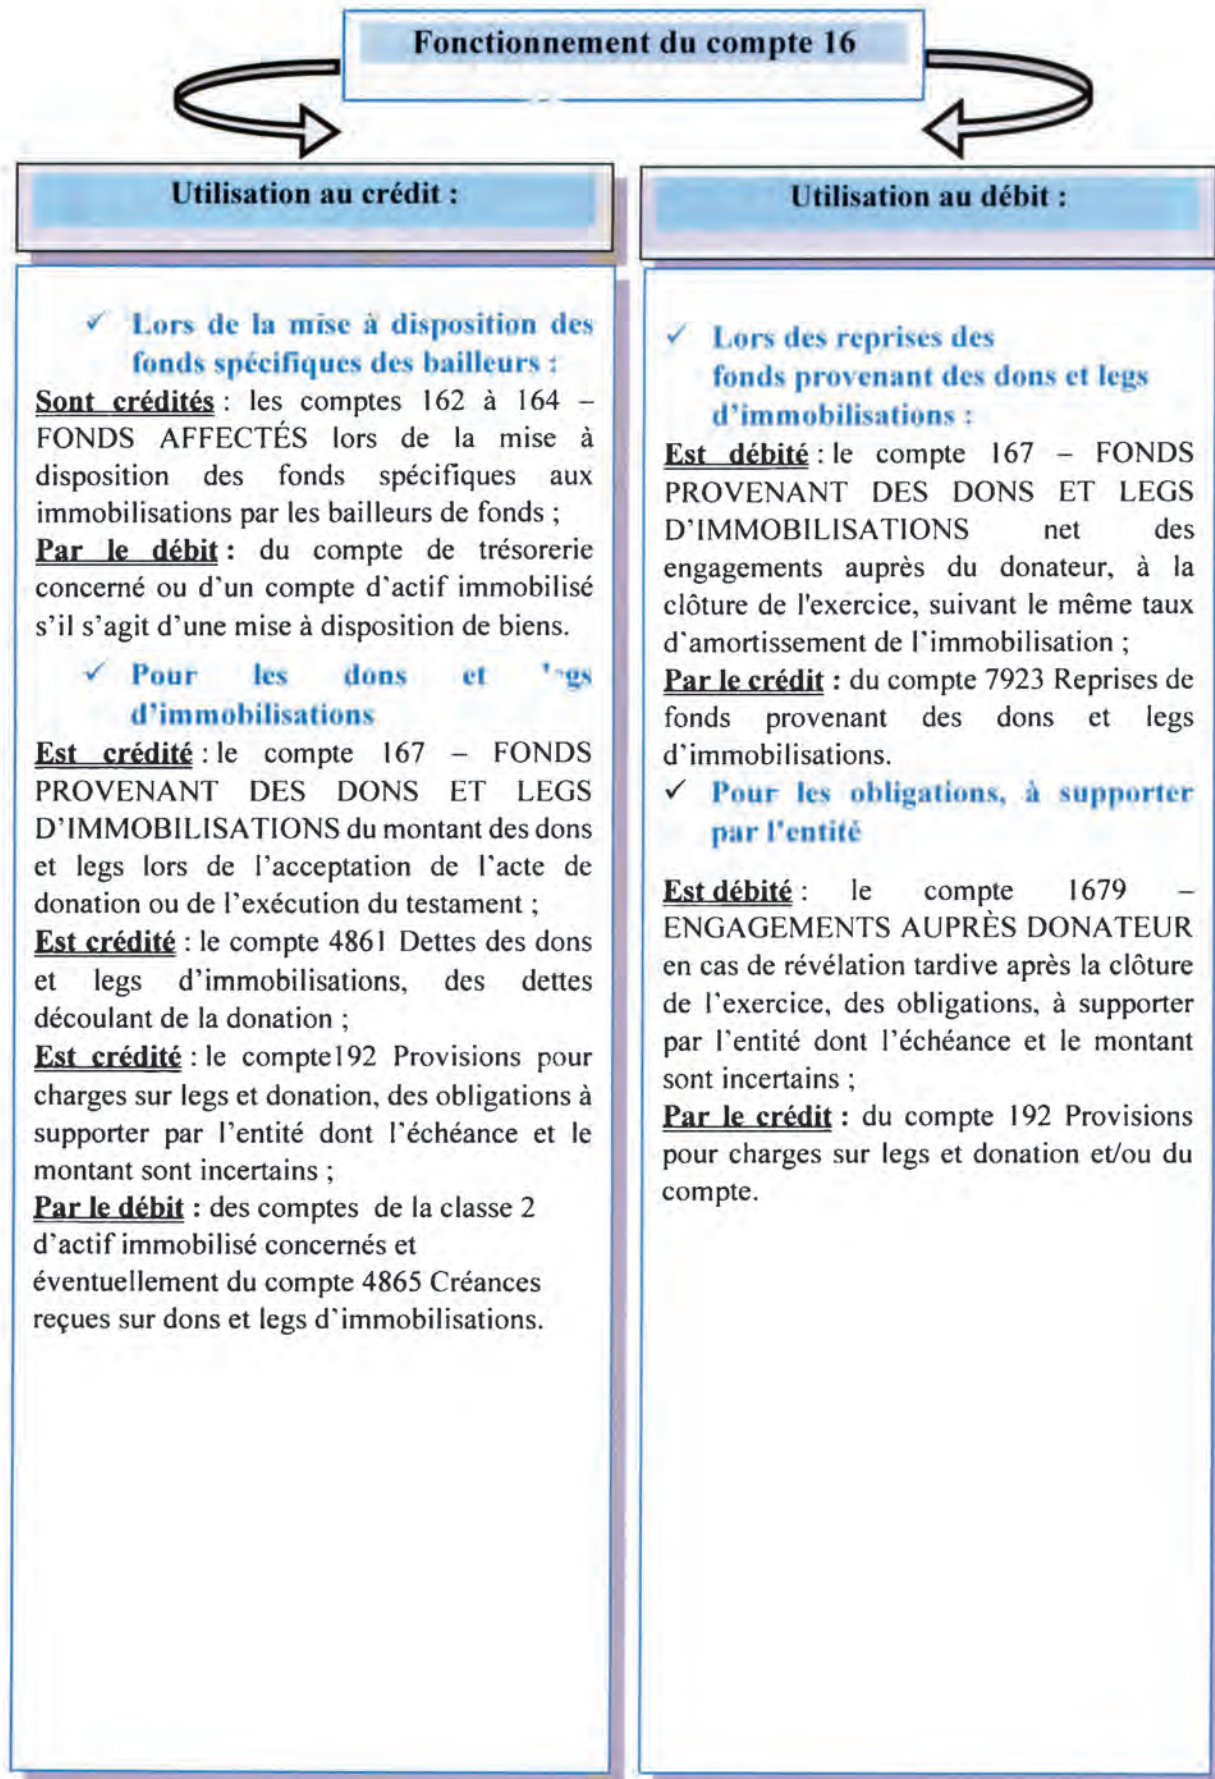 Fonctionnement du compte 16
Utilisation au crédit :
✓ Lors de la mise à disposition des
fonds spécifiques des bailleurs :
Sont crédités : les comptes 162 à 164 –
FONDS AFFECTÉS lors de la mise à
disposition des fonds spécifiques aux
immobilisations par les bailleurs de fonds ;
Par le débit : du compte de trésorerie
concerné ou d'un compte d'actif immobilisé
s'il s'agit d'une mise à disposition de biens.
✓ Pour les dons et
d'immobilisations
Est crédité : le compte 167 – FONDS
PROVENANT DES DONS ET LEGS
D'IMMOBILISATIONS du montant des dons
et legs lors de l'acceptation de l'acte de
donation ou de l'exécution du testament ;
Est crédité : le compte 4861 Dettes des dons
et legs d'immobilisations, des dettes
découlant de la donation ;
Est crédité : le compte192 Provisions pour
charges sur legs et donation, des obligations à
supporter par l'entité dont l'échéance et le
montant sont incertains ;
Par le débit : des comptes de la classe 2
d'actif immobilisé concernés et
éventuellement du compte 4865 Créances
reçues sur dons et legs d'immobilisations.
Utilisation au débit :
✓ Lors des reprises des
fonds provenant des dons et legs
d'immobilisations :
Est débité : le compte 167 – FONDS
PROVENANT DES DONS ET LEGS
D'IMMOBILISATIONS net des
engagements auprès du donateur, à la
clôture de l'exercice, suivant le même taux
d'amortissement de l'immobilisation ;
Par le crédit : du compte 7923 Reprises de
fonds provenant des dons et legs
d'immobilisations.
✓ Pour les obligations, à supporter
par l'entité
Est débité : le compte 1679 –
ENGAGEMENTS AUPRÈS DONATEUR
en cas de révélation tardive après la clôture
de l'exercice, des obligations, à supporter
par l'entité dont l'échéance et le montant
sont incertains ;
Par le crédit : du compte 192 Provisions
pour charges sur legs et donation et/ou du
compte.